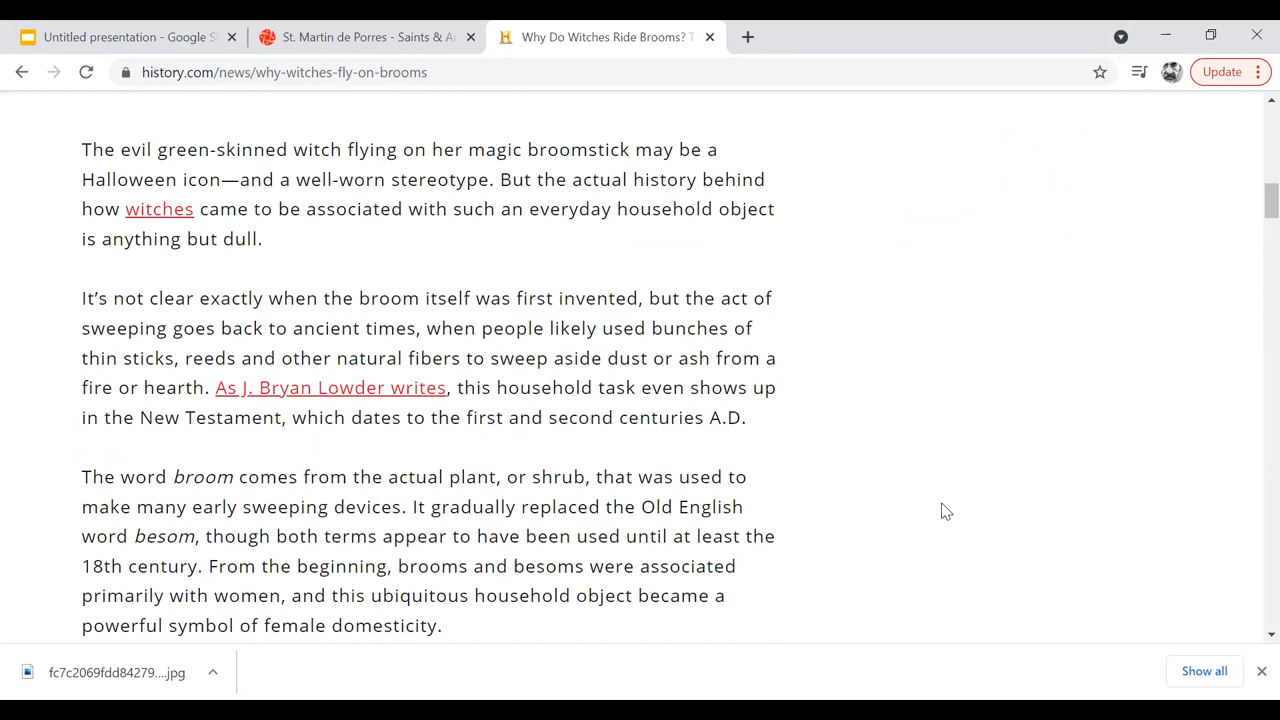 Untitled presentation - Google S
St. Martin de Porres - Saints & A
Why Do Witches Ride Brooms? T
history.com/news/why-witches-fly-on-brooms
Update
The evil green-skinned witch flying on her magic broomstick may be a
Halloween icon—and a well-worn stereotype. But the actual history behind
how witches came to be associated with such an everyday household object
is anything but dull.
It’s not clear exactly when the broom itself was first invented, but the act of
sweeping goes back to ancient times, when people likely used bunches of
thin sticks, reeds and other natural fibers to sweep aside dust or ash from a
fire or hearth. As J. Bryan Lowder writes, this household task even shows up
in the New Testament, which dates to the first and second centuries A.D.
The word broom comes from the actual plant, or shrub, that was used to
make many early sweeping devices. It gradually replaced the Old English
word besom, though both terms appear to have been used until at least the
18th century. From the beginning, brooms and besoms were associated
primarily with women, and this ubiquitous household object became a
powerful symbol of female domesticity.
fc7c2069fdd84279....jpg
Show all